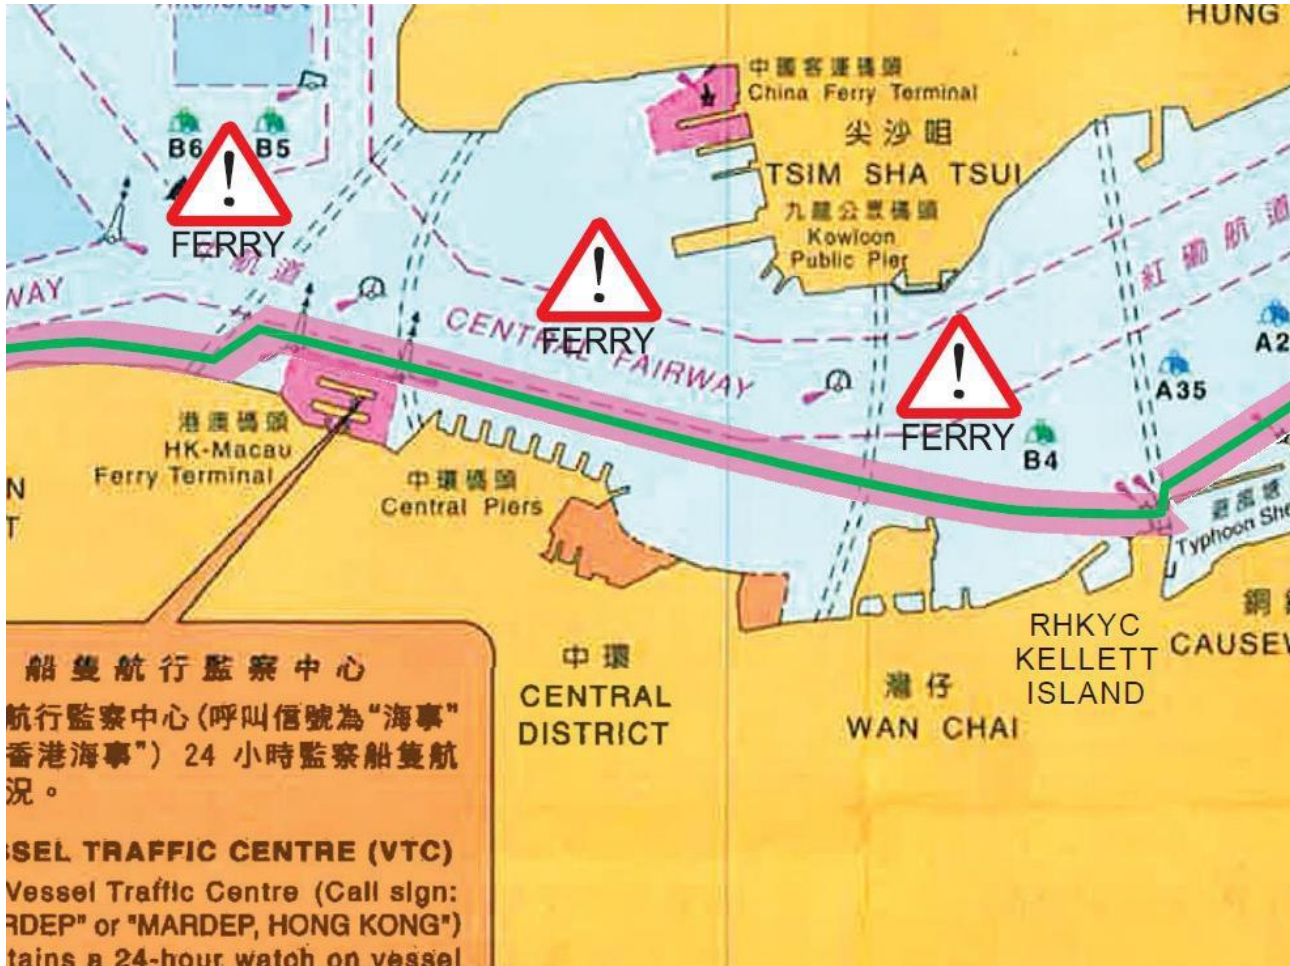 HUNG
中國客運碼頭
China Ferry Terminal
尖沙咀
TSIM SHA TSUI
九龍公眾碼頭
Kowloon
Public Pier
B6
B5
!
FERRY
航道
WAY
!
FERRY
CENTRAL FAIRWAY
!
FERRY
紅磡航道
A2
A35
B4
港澳碼頭
HK-Macau
Ferry Terminal
中環碼頭
Central Piers
N
T
避風塘
Typhoon She
RHKYC
KELLETT
ISLAND
銅
CAUSEW
中環
CENTRAL
DISTRICT
灣仔
WAN CHAI
船隻航行監察中心
航行監察中心(呼叫信號為“海事”
香港海事”) 24 小時監察船隻航
況。
SSEL TRAFFIC CENTRE (VTC)
Vessel Traffic Centre (Call sign:
RDEP" or "MARDEP, HONG KONG")
tains a 24-hour watch on vessel